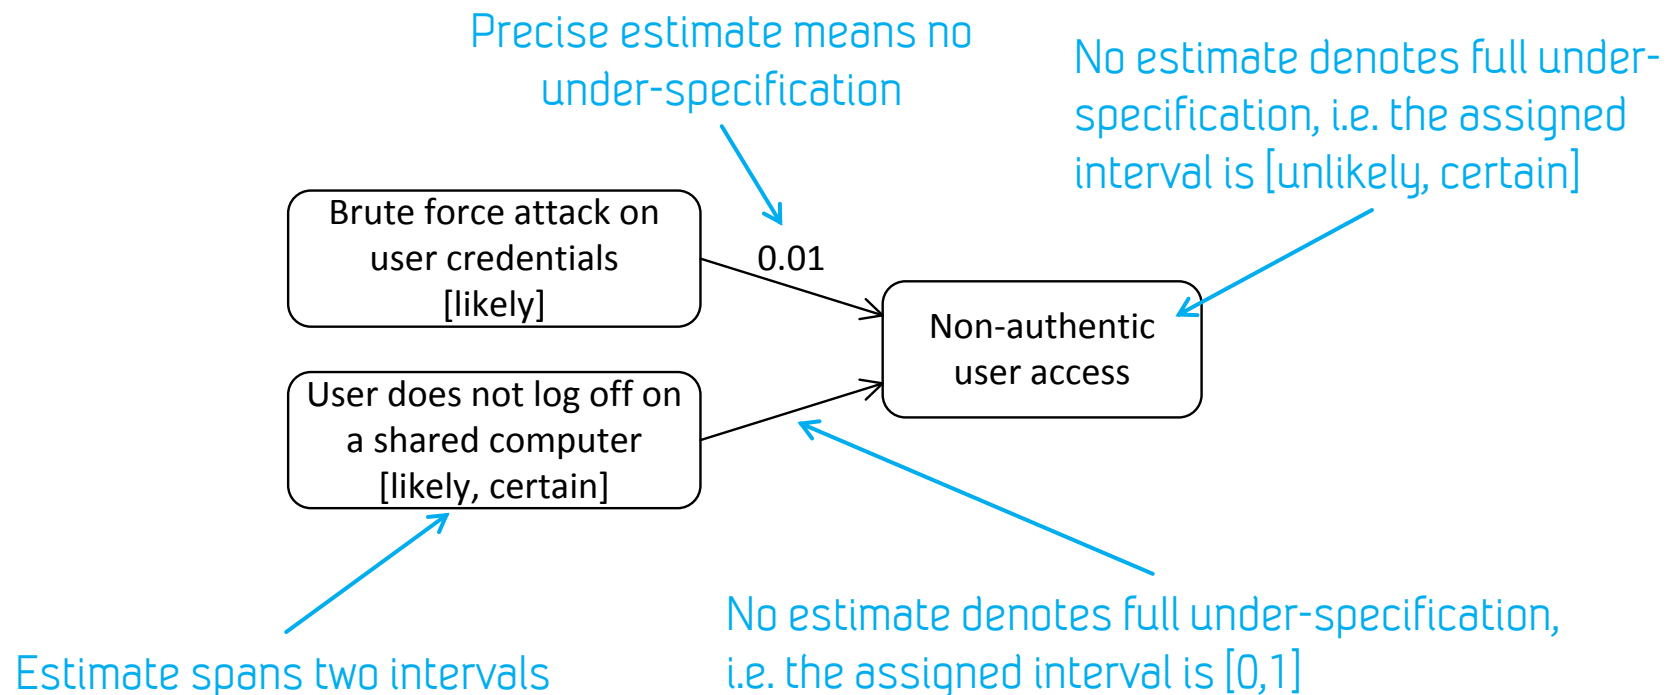 Precise estimate means no
under-specification
No estimate denotes full under-
specification, i.e. the assigned
interval is [unlikely, certain]
Brute force attack on
user credentials
[likely]
0.01
Non-authentic
user access
User does not log off on
a shared computer
[likely, certain]
Estimate spans two intervals
No estimate denotes full under-specification,
i.e. the assigned interval is [0,1]